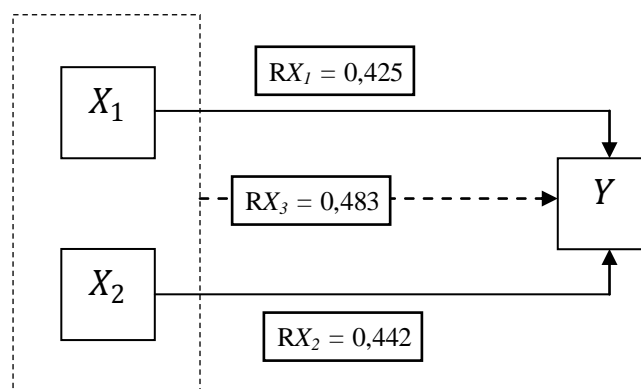 RX₁ = 0,425
X₁
RX₃ = 0,483
Y
X₂
RX₂ = 0,442